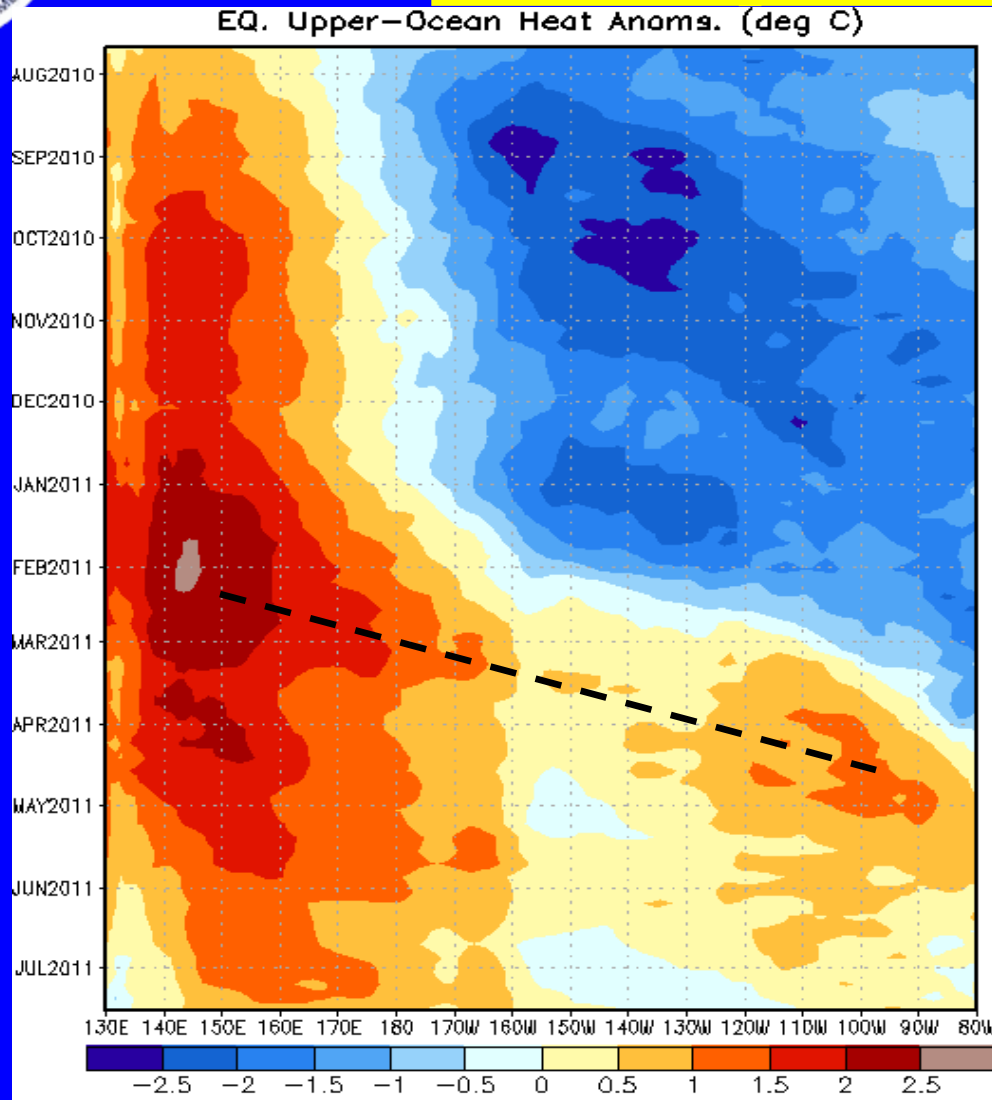 EQ. Upper-Ocean Heat Anoms. (deg C)
AUG2010
SEP2010
OCT2010
NOV2010
DEC2010
JAN2011
FEB2011
MAR2011
APR2011
MAY2011
JUN2011
JUL2011
130E 140E 150E 160E 170E 180 170W 160W 150W 140W 130W 120W 110W 100W 90W 80W
-2.5 -2 -1.5 -1 -0.5 0 0.5 1 1.5 2 2.5